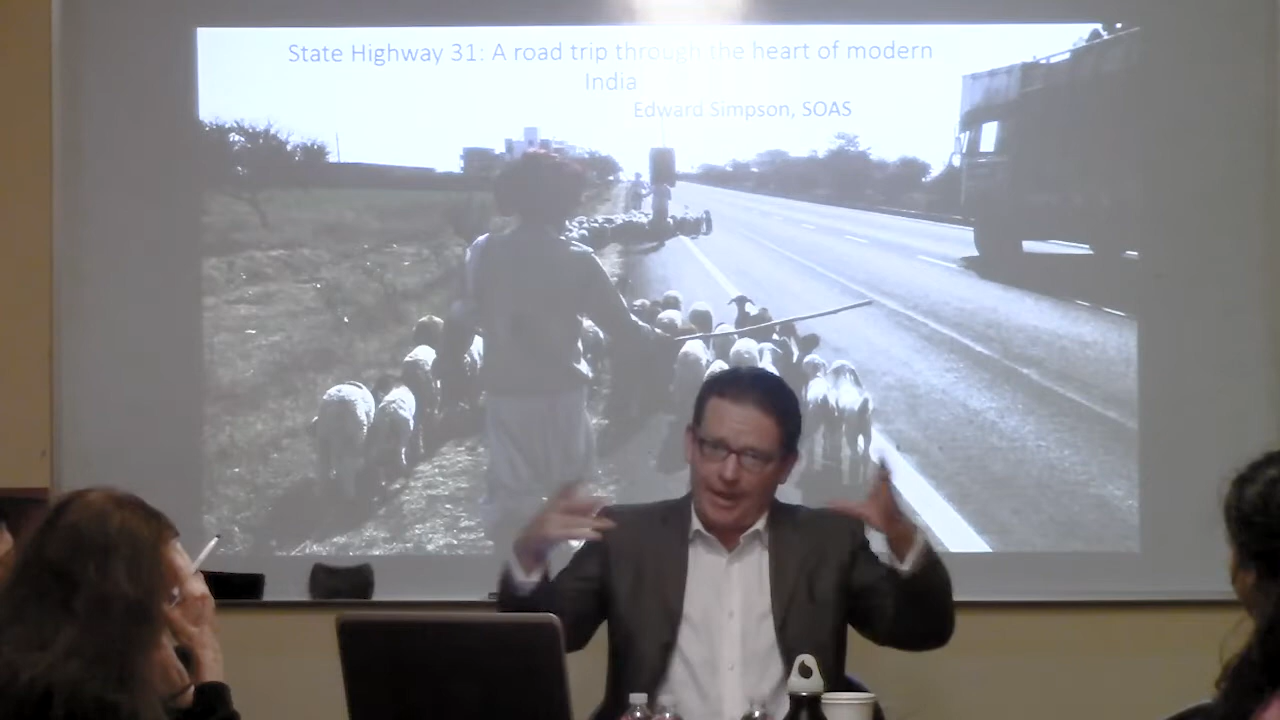 State Highway 31: A road trip through the heart of modern
India
Edward Simpson, SOAS